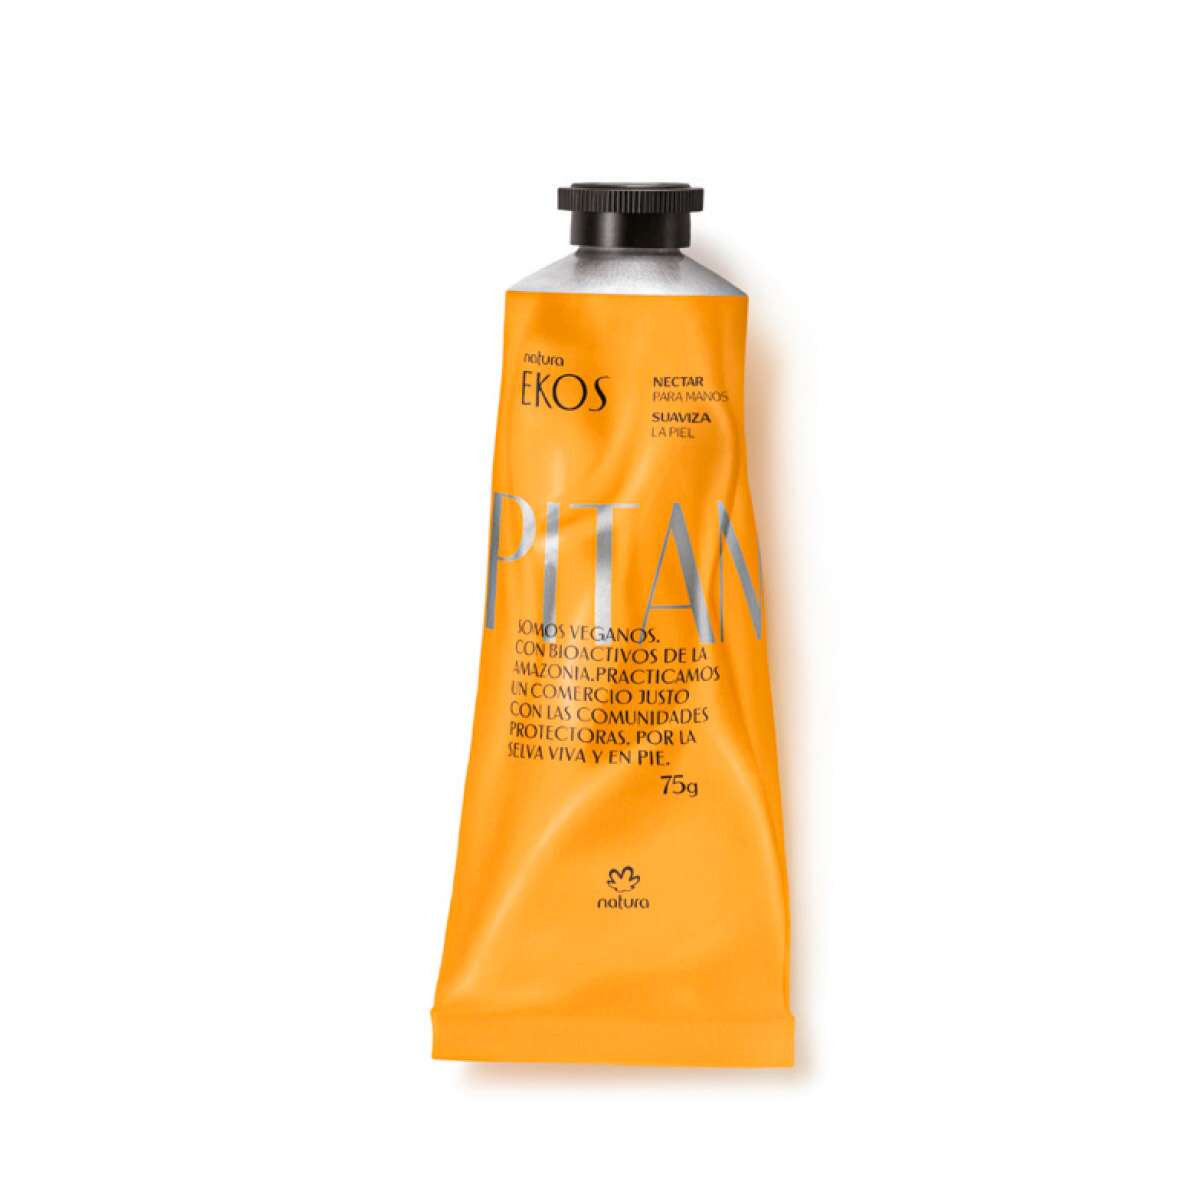 natura
EKOS
NECTAR
PARA MANOS
SUAVIZA
LA PIEL
PITAN
SOMOS VEGANOS.
CON BIOACTIVOS DE LA
AMAZONIA.PRACTICAMOS
UN COMERCIO JUSTO
CON LAS COMUNIDADES
PROTECTORAS. POR LA
SELVA VIVA Y EN PIE.
75g
natura